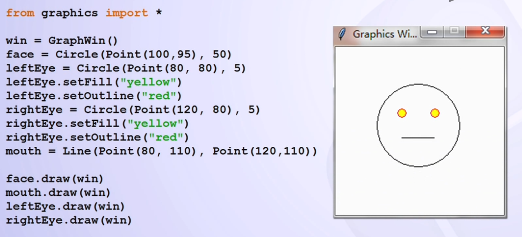 from graphics import *
win = GraphWin()
face = Circle(Point(100,95), 50)
leftEye = Circle(Point(80, 80), 5)
leftEye.setFill("yellow")
leftEye.setOutline("red")
rightEye = Circle(Point(120, 80), 5)
rightEye.setFill("yellow")
rightEye.setOutline("red")
mouth = Line(Point(80, 110), Point(120,110))
face.draw(win)
mouth.draw(win)
leftEye.draw(win)
rightEye.draw(win)
Graphics Wi...